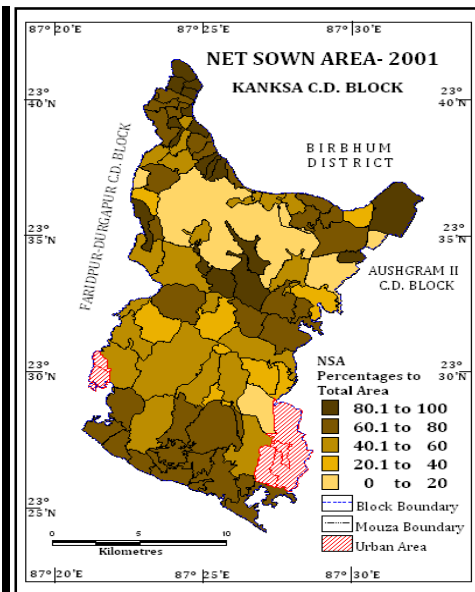 87° 20'E 87° 25'E 87° 30'E
NET SOWN AREA- 2001
KANKSA C.D. BLOCK
23°
40'N
23°
40'N
BIRBHUM
DISTRICT
FARIDPUR-DURGAPUR C.D. BLOCK
23°
35'N
23°
35'N
AUSHGRAM II
C.D. BLOCK
23°
30'N
23°
30'N
NSA
Percentages to
Total Area
80.1 to 100
60.1 to 80
40.1 to 60
20.1 to 40
0 to 20
Block Boundary
Mouza Boundary
Urban Area
23°
25'N
0 5 10
Kilometres
87° 20'E 87° 25'E 87° 30'E